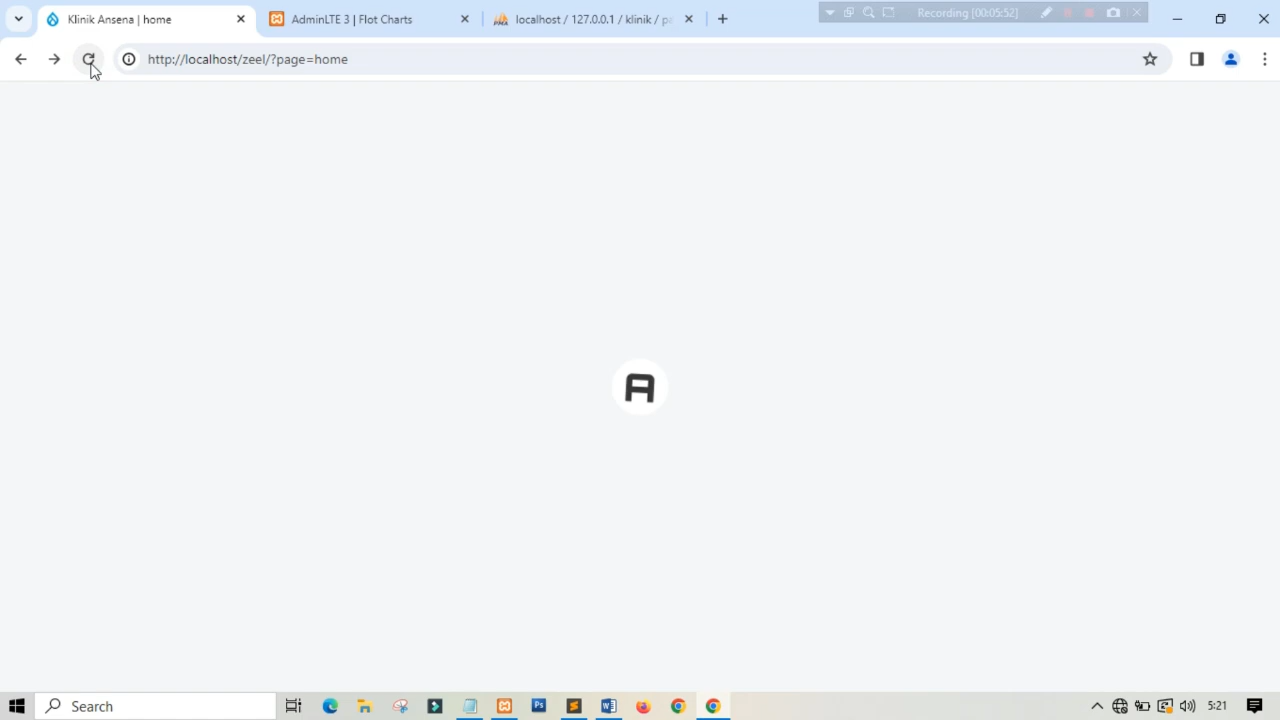 Klinik Ansena | home
AdminLTE 3 | Flot Charts
localhost / 127.0.0.1 / klinik / pa
Recording [00:05:52]
http://localhost/zeel/?page=home
A
Search
5:21